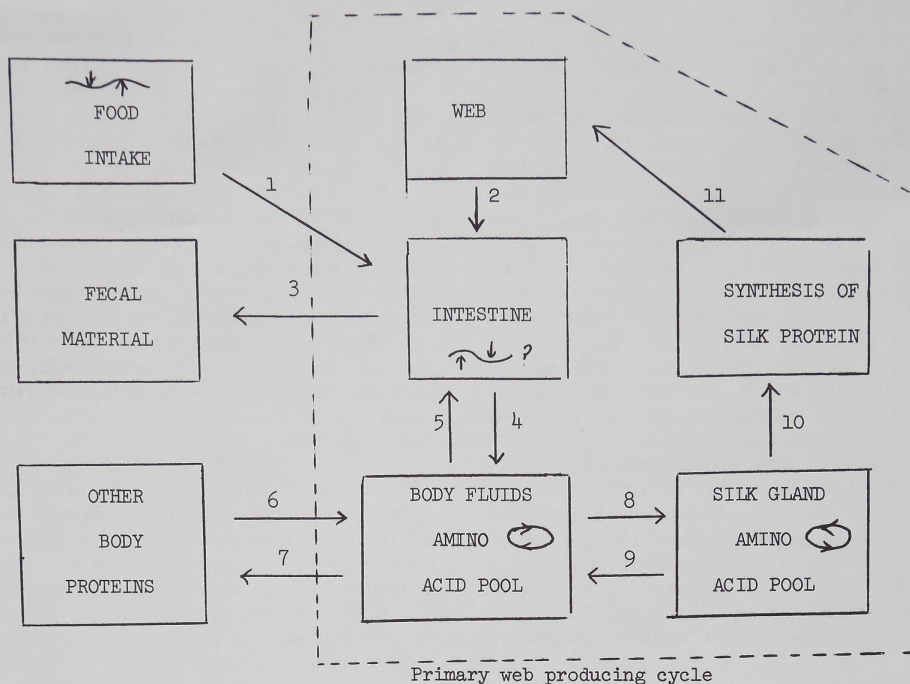 FOOD
INTAKE
1
WEB
2
11
FECAL
MATERIAL
3
INTESTINE
?
SYNTHESIS OF
SILK PROTEIN
5
4
10
OTHER
BODY
PROTEINS
6
7
BODY FLUIDS
AMINO
ACID POOL
8
9
SILK GLAND
AMINO
ACID POOL
Primary web producing cycle